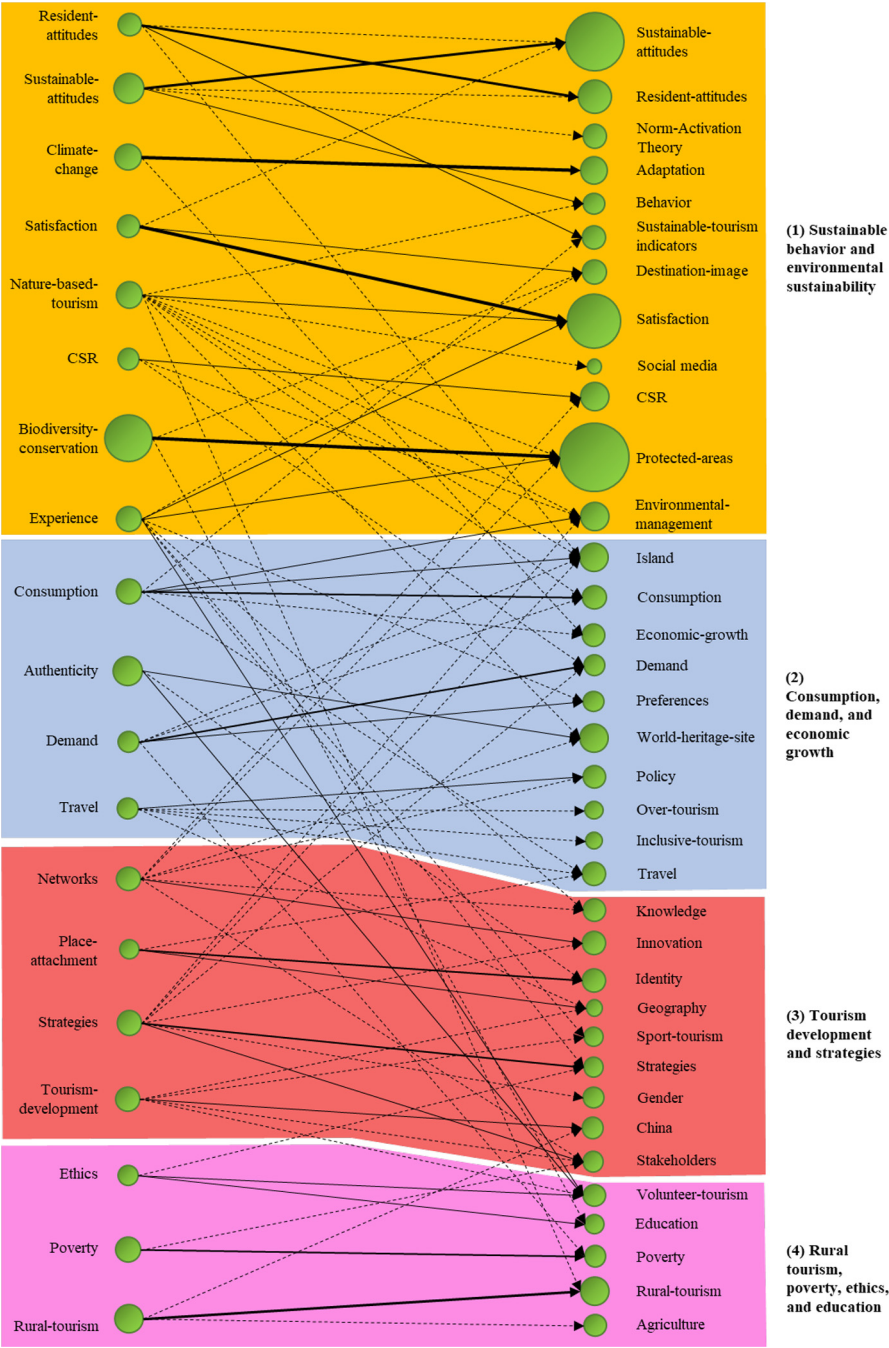 Resident-
attitudes
Sustainable-
attitudes
Climate-
change
Satisfaction
Nature-based-
tourism
CSR
Biodiversity-
conservation
Experience
Consumption
Authenticity
Demand
Travel
Networks
Place-
attachment
Strategies
Tourism-
development
Ethics
Poverty
Rural-tourism
Sustainable-
attitudes
Resident-attitudes
Norm-Activation
Theory
Adaptation
Behavior
Sustainable-tourism
indicators
Destination-image
Satisfaction
Social media
CSR
Protected-areas
Environmental-
management
Island
Consumption
Economic-growth
Demand
Preferences
World-heritage-site
Policy
Over-tourism
Inclusive-tourism
Travel
Knowledge
Innovation
Identity
Geography
Sport-tourism
Strategies
Gender
China
Stakeholders
Volunteer-tourism
Education
Poverty
Rural-tourism
Agriculture
(1) Sustainable
behavior and
environmental
sustainability
(2)
Consumption,
demand, and
economic
growth
(3) Tourism
development
and strategies
(4) Rural
tourism,
poverty, ethics,
and education